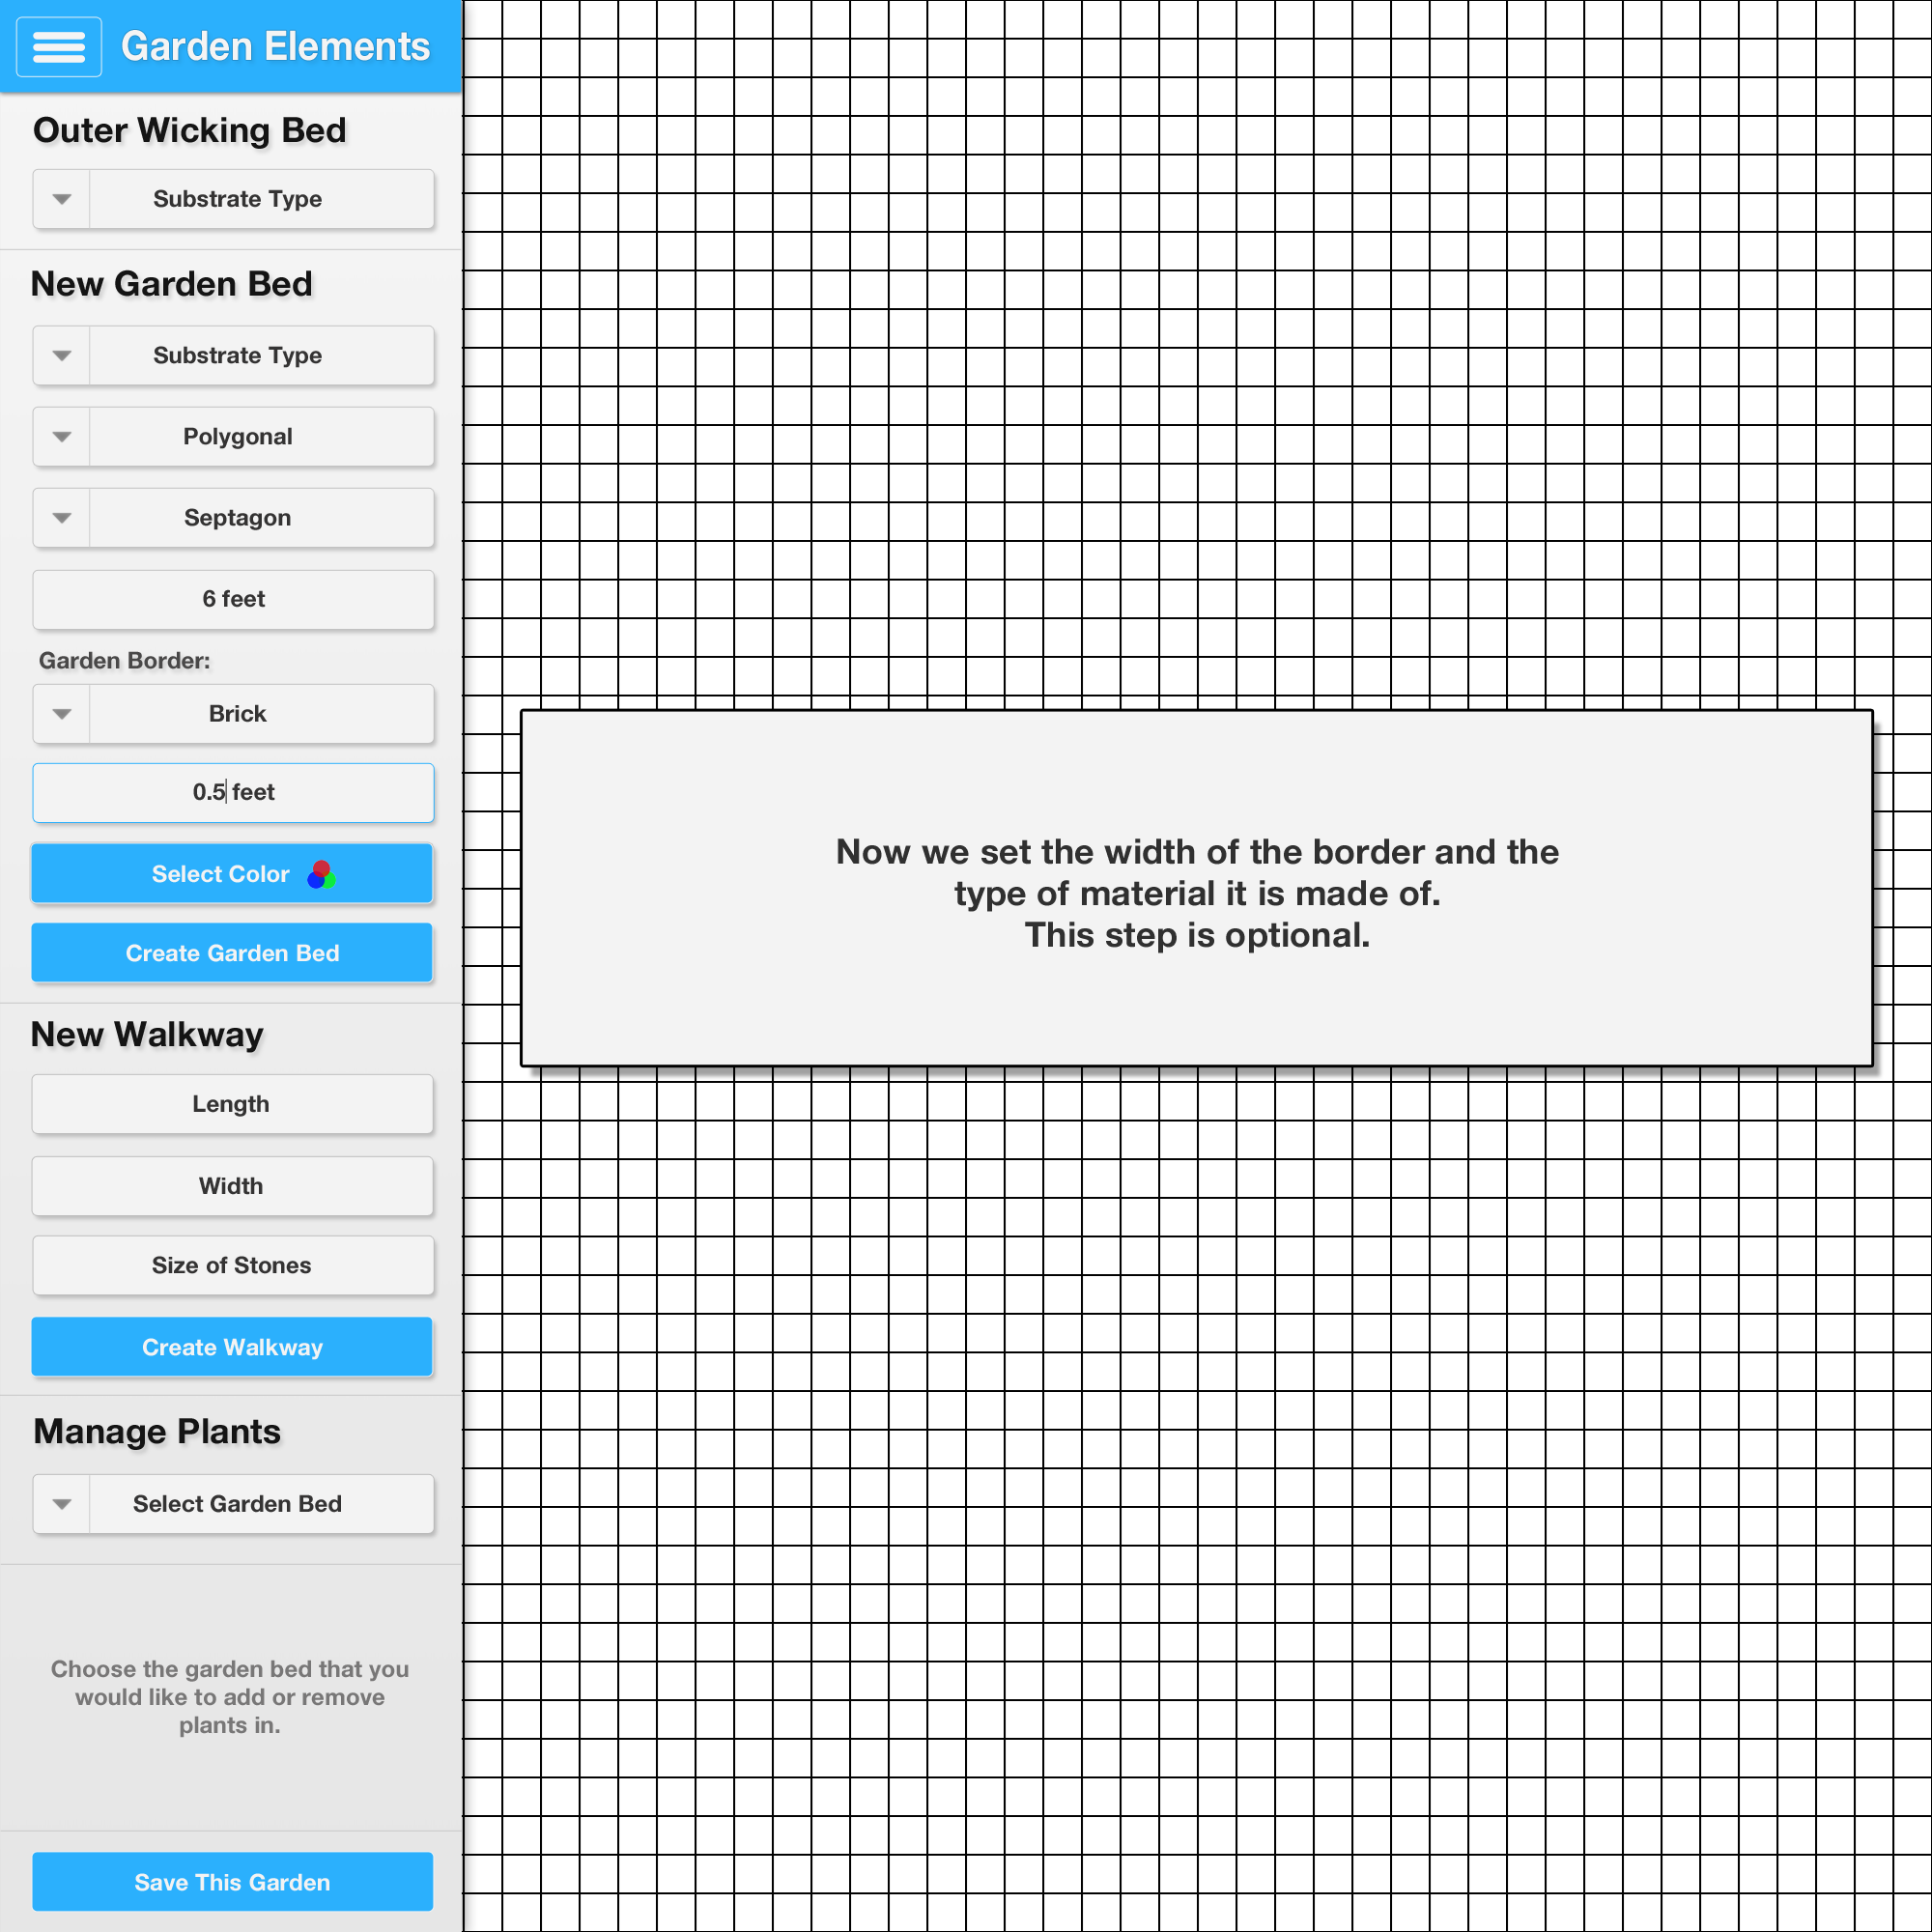 Garden Elements
Outer Wicking Bed
Substrate Type
New Garden Bed
Substrate Type
Polygonal
Septagon
6 feet
Garden Border:
Brick
0.5 feet
Select Color
Create Garden Bed
New Walkway
Length
Width
Size of Stones
Create Walkway
Manage Plants
Select Garden Bed
Choose the garden bed that you
would like to add or remove
plants in.
Save This Garden
Now we set the width of the border and the
type of material it is made of.
This step is optional.